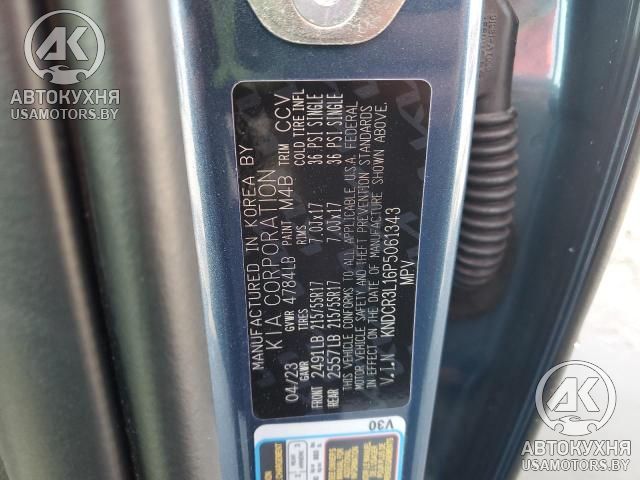 AK
АВТОКУХНЯ
USAMOTORS.BY
MANUFACTURED IN KOREA BY
KIA CORPORATION
04/23 GVWR 4784LB PAINT M4B TRIM CCV
GAWR TIRES RIMS COLD TIRE INFL
FRONT 2491LB 215/55R17 7.0Jx17 36 PSI SINGLE
REAR 2557LB 215/55R17 7.0Jx17 36 PSI SINGLE
THIS VEHICLE CONFORMS TO ALL APPLICABLE U.S.A. FEDERAL
MOTOR VEHICLE SAFETY AND THEFT PREVENTION STANDARDS
IN EFFECT ON THE DATE OF MANUFACTURE SHOWN ABOVE.
V.I.N KNDCR3L16P5061343
MPV
V30
AK
АВТОКУХНЯ
USAMOTORS.BY